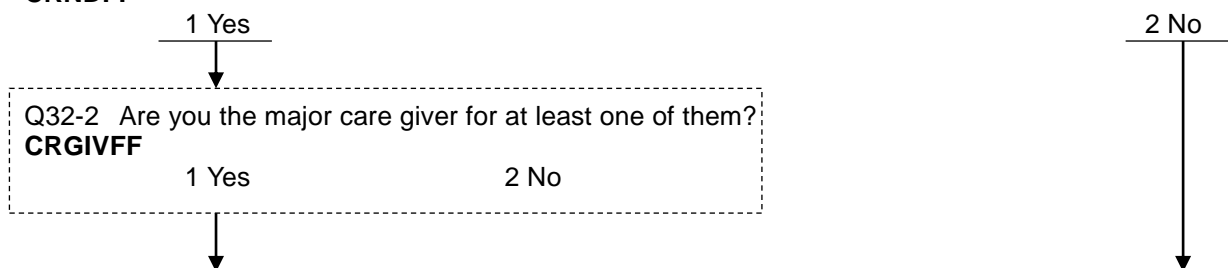 1 Yes 2 No
Q32-2 Are you the major care giver for at least one of them?
CRGIVFF
1 Yes 2 No